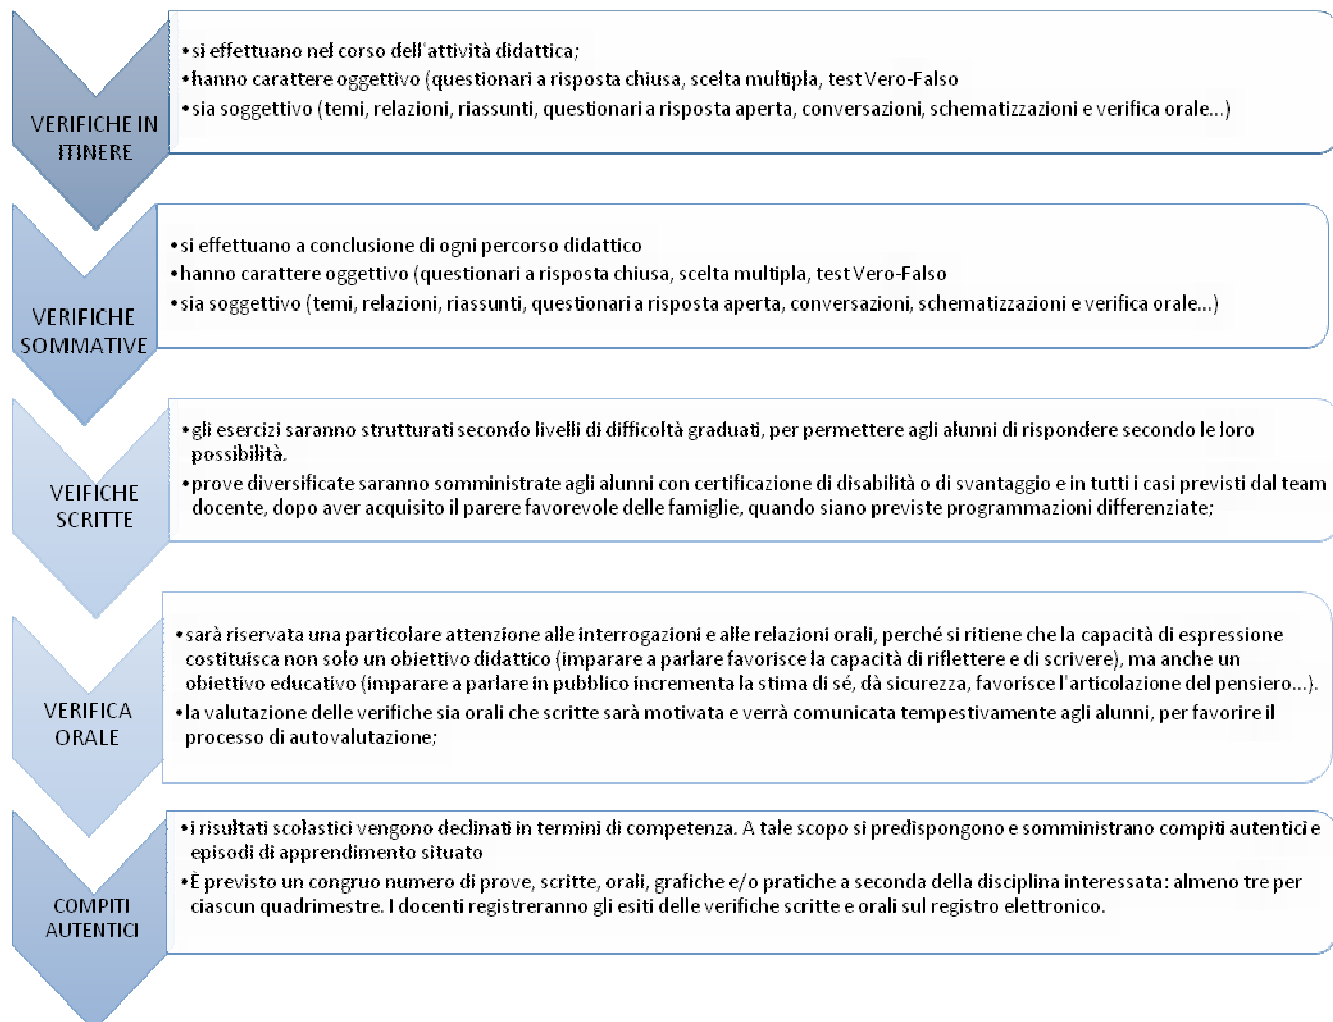 VERIFICHE IN
ITINERE
•si effettuano nel corso dell'attività didattica;
•hanno carattere oggettivo (questionari a risposta chiusa, scelta multipla, test Vero-Falso
•sia soggettivo (temi, relazioni, riassunti, questionari a risposta aperta, conversazioni, schematizzazioni e verifica orale...)
VERIFICHE
SOMMATIVE
•si effettuano a conclusione di ogni percorso didattico
•hanno carattere oggettivo (questionari a risposta chiusa, scelta multipla, test Vero-Falso
•sia soggettivo (temi, relazioni, riassunti, questionari a risposta aperta, conversazioni, schematizzazioni e verifica orale...)
VEIFICHE
SCRITTE
•gli esercizi saranno strutturati secondo livelli di difficoltà graduati, per permettere agli alunni di rispondere secondo le loro
possibilità.
•prove diversificate saranno somministrate agli alunni con certificazione di disabilità o di svantaggio e in tutti i casi previsti dal team
docente, dopo aver acquisito il parere favorevole delle famiglie, quando siano previste programmazioni differenziate;
VERIFICA
ORALE
•sarà riservata una particolare attenzione alle interrogazioni e alle relazioni orali, perché si ritiene che la capacità di espressione
costituisca non solo un obiettivo didattico (imparare a parlare favorisce la capacità di riflettere e di scrivere), ma anche un
obiettivo educativo (imparare a parlare in pubblico incrementa la stima di sé, dà sicurezza, favorisce l'articolazione del pensiero...).
•la valutazione delle verifiche sia orali che scritte sarà motivata e verrà comunicata tempestivamente agli alunni, per favorire il
processo di autovalutazione;
COMPITI
AUTENTICI
•i risultati scolastici vengono declinati in termini di competenza. A tale scopo si predispongono e somministrano compiti autentici e
episodi di apprendimento situato
•È previsto un congruo numero di prove, scritte, orali, grafiche e/o pratiche a seconda della disciplina interessata: almeno tre per
ciascun quadrimestre. I docenti registreranno gli esiti delle verifiche scritte e orali sul registro elettronico.